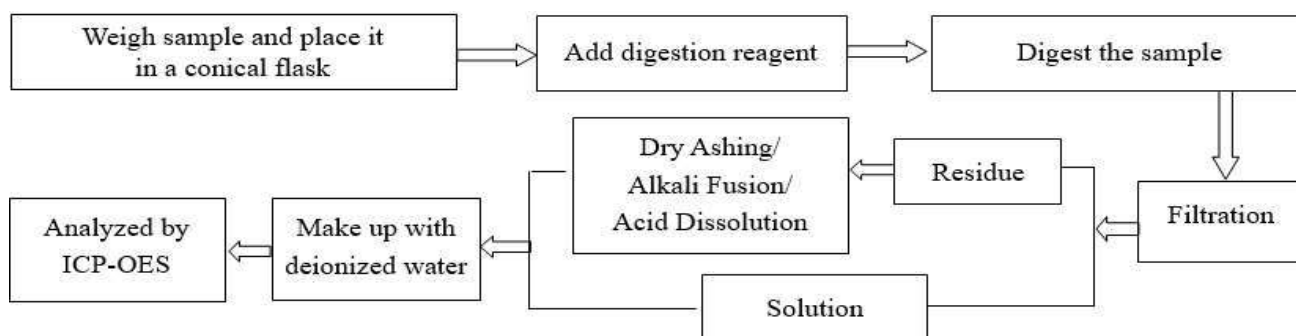 Weigh sample and place it
in a conical flask
Add digestion reagent
Digest the sample
Filtration
Residue
Dry Ashing/
Alkali Fusion/
Acid Dissolution
Solution
Make up with
deionized water
Analyzed by
ICP-OES